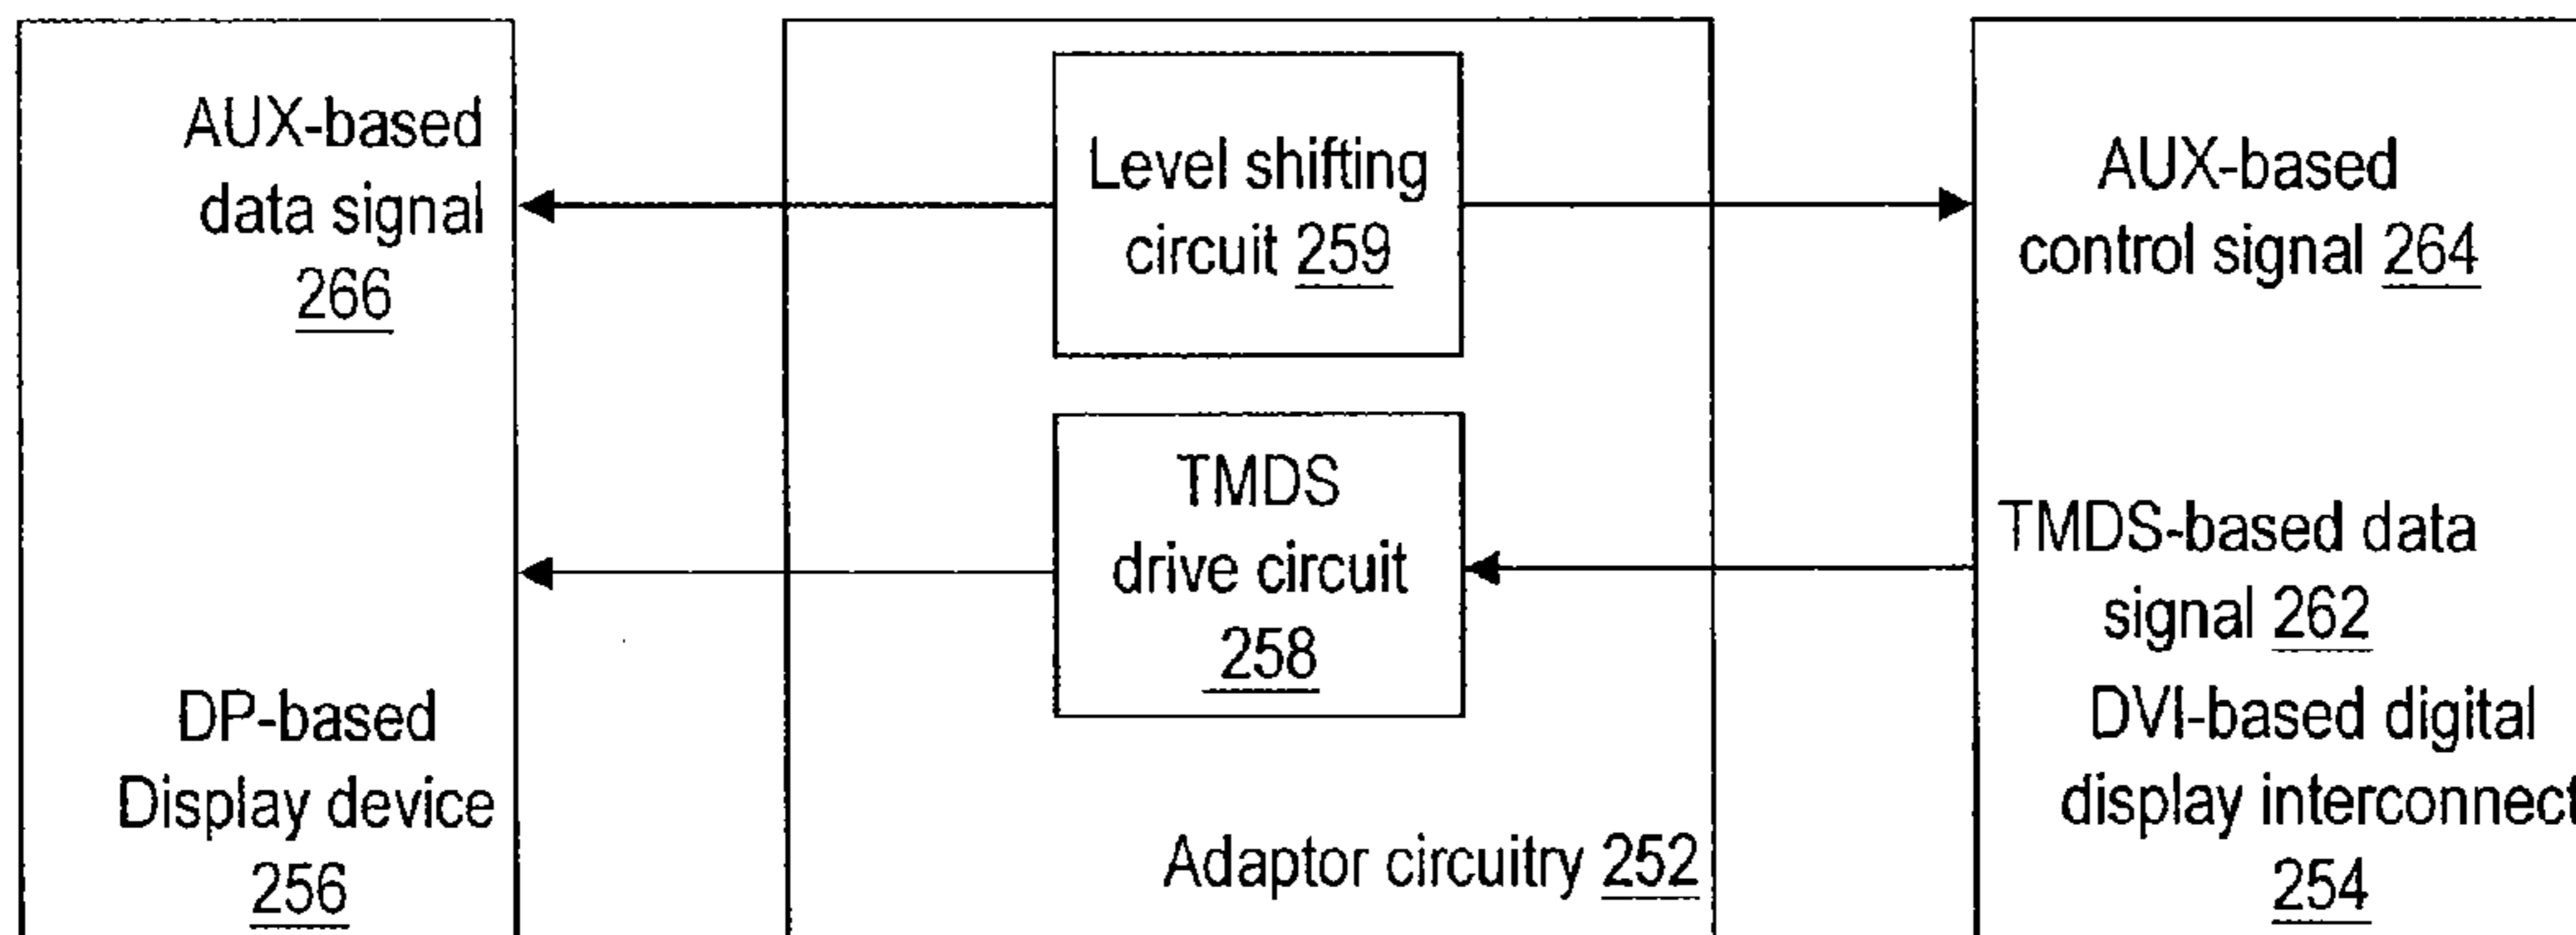 AUX-based
data signal
266
DP-based
Display device
256
Level shifting
circuit 259
TMDS
drive circuit
258
Adaptor circuitry 252
AUX-based
control signal 264
TMDS-based data
signal 262
DVI-based digital
display interconnect
254